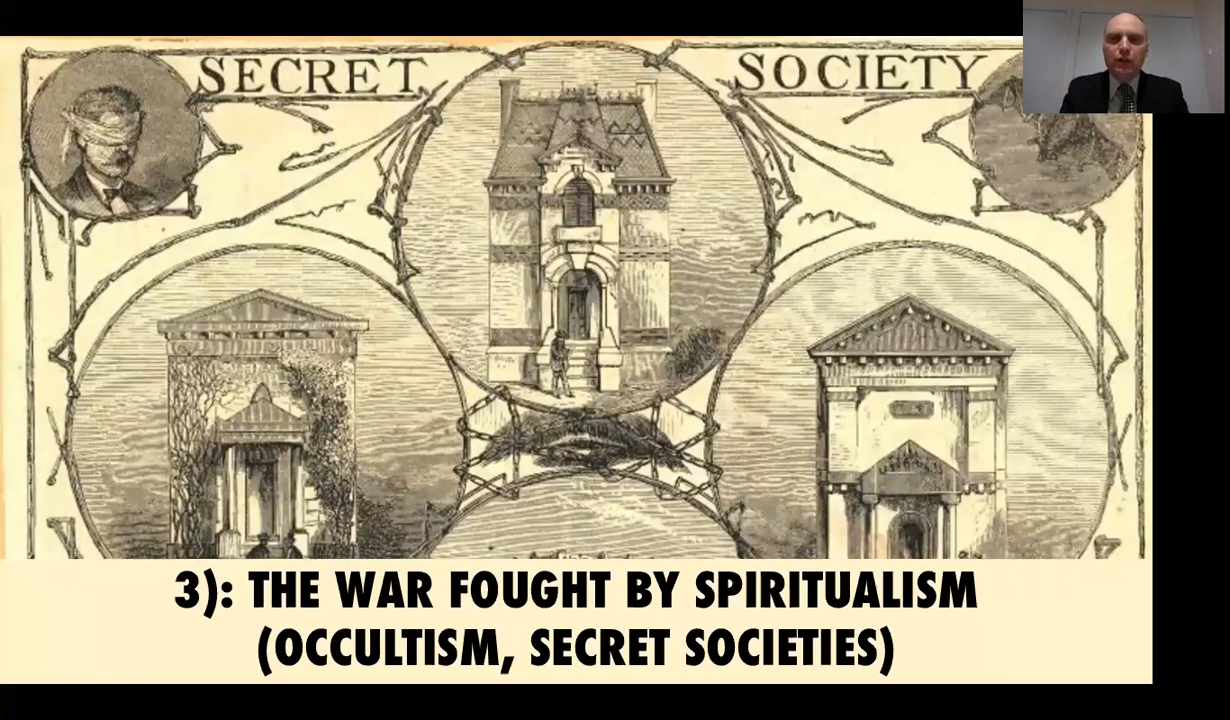 SECRET SOCIETY
3): THE WAR FOUGHT BY SPIRITUALISM
(OCCULTISM, SECRET SOCIETIES)